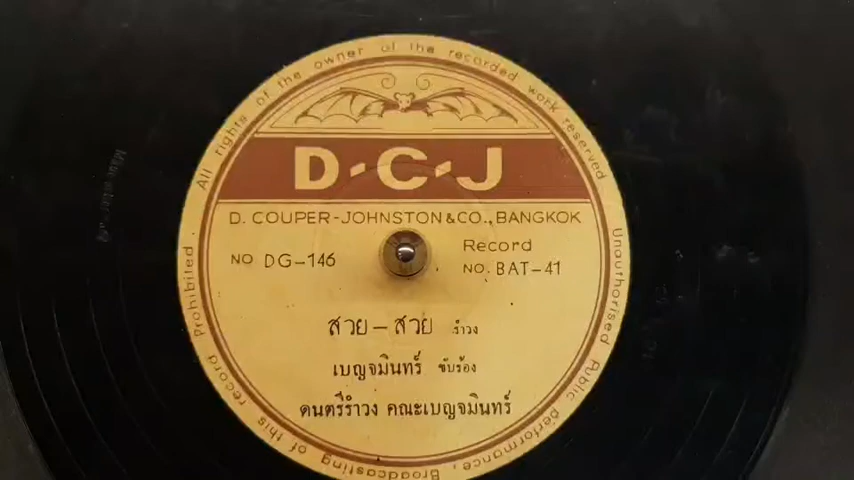 All rights of the owner of the recorded work reserved.
Unauthorised Public performance, Broadcasting
of this record Prohibited
D·C·J
D. COUPER-JOHNSTON & CO., BANGKOK
NO DG-146
Record
NO. BAT-41
สวย - สวย รำวง
เบญจมินทร์ ขับร้อง
ดนตรีรำวง คณะเบญจมินทร์